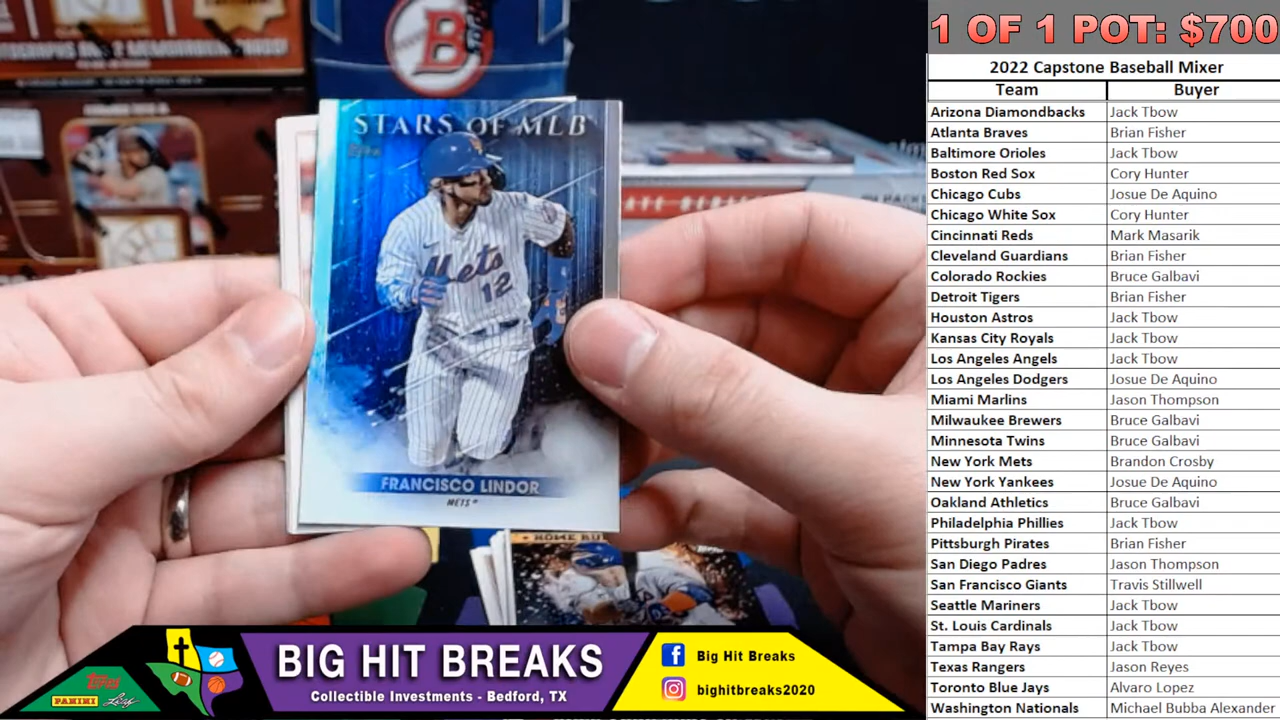 1 OF 1 POT: $700
2022 Capstone Baseball Mixer
Team Buyer
Arizona Diamondbacks Jack Tbow
Atlanta Braves Brian Fisher
Baltimore Orioles Jack Tbow
Boston Red Sox Cory Hunter
Chicago Cubs Josue De Aquino
Chicago White Sox Cory Hunter
Cincinnati Reds Mark Masarik
Cleveland Guardians Brian Fisher
Colorado Rockies Bruce Galbavi
Detroit Tigers Brian Fisher
Houston Astros Jack Tbow
Kansas City Royals Jack Tbow
Los Angeles Angels Jack Tbow
Los Angeles Dodgers Josue De Aquino
Miami Marlins Jason Thompson
Milwaukee Brewers Bruce Galbavi
Minnesota Twins Bruce Galbavi
New York Mets Brandon Crosby
New York Yankees Josue De Aquino
Oakland Athletics Bruce Galbavi
Philadelphia Phillies Jack Tbow
Pittsburgh Pirates Brian Fisher
San Diego Padres Jason Thompson
San Francisco Giants Travis Stillwell
Seattle Mariners Jack Tbow
St. Louis Cardinals Jack Tbow
Tampa Bay Rays Jack Tbow
Texas Rangers Jason Reyes
Toronto Blue Jays Alvaro Lopez
Washington Nationals Michael Bubba Alexander
B
STARS OF MLB
Mets
12
FRANCISCO LINDOR
METS
HOME RU
BIG HIT BREAKS
Collectible Investments - Bedford, TX
Big Hit Breaks
bighitbreaks2020
Topps
PANINI
Leaf